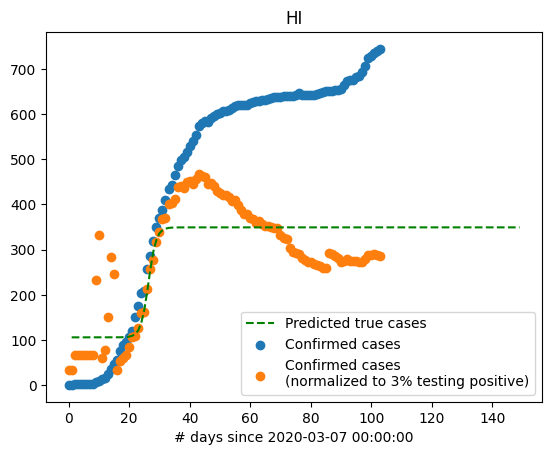 HI
700
600
500
400
300
200
100
0
Predicted true cases
Confirmed cases
Confirmed cases
(normalized to 3% testing positive)
0 20 40 60 80 100 120 140
# days since 2020-03-07 00:00:00